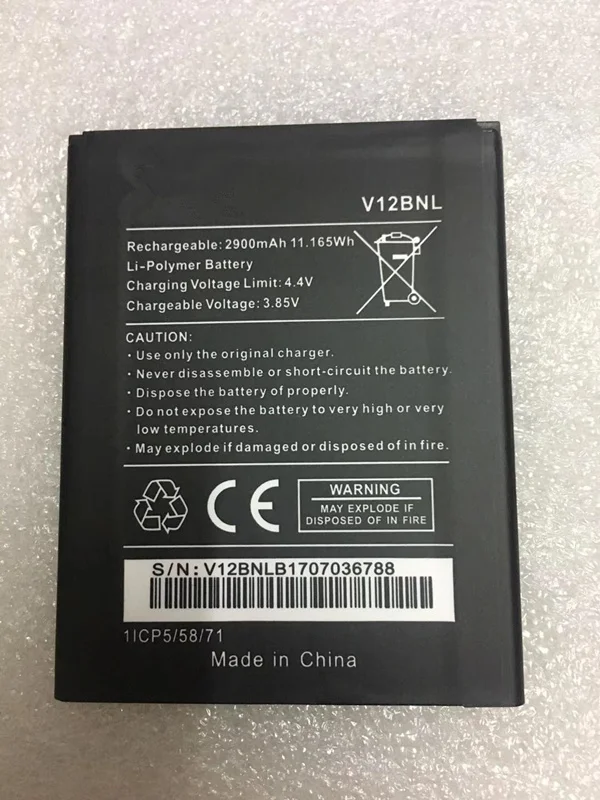 V12BNL
Rechargeable: 2900mAh 11.165Wh
Li-Polymer Battery
Charging Voltage Limit: 4.4V
Chargeable Voltage: 3.85V
CAUTION:
· Use only the original charger.
· Never disassemble or short-circuit the battery.
· Dispose the battery of properly.
· Do not expose the battery to very high or very
low temperatures.
· May explode if damaged or disposed of in fire.
CE
WARNING
MAY EXPLODE IF
DISPOSED OF IN FIRE
S/N: V12BNLB1707036788
1ICP5/58/71
Made in China